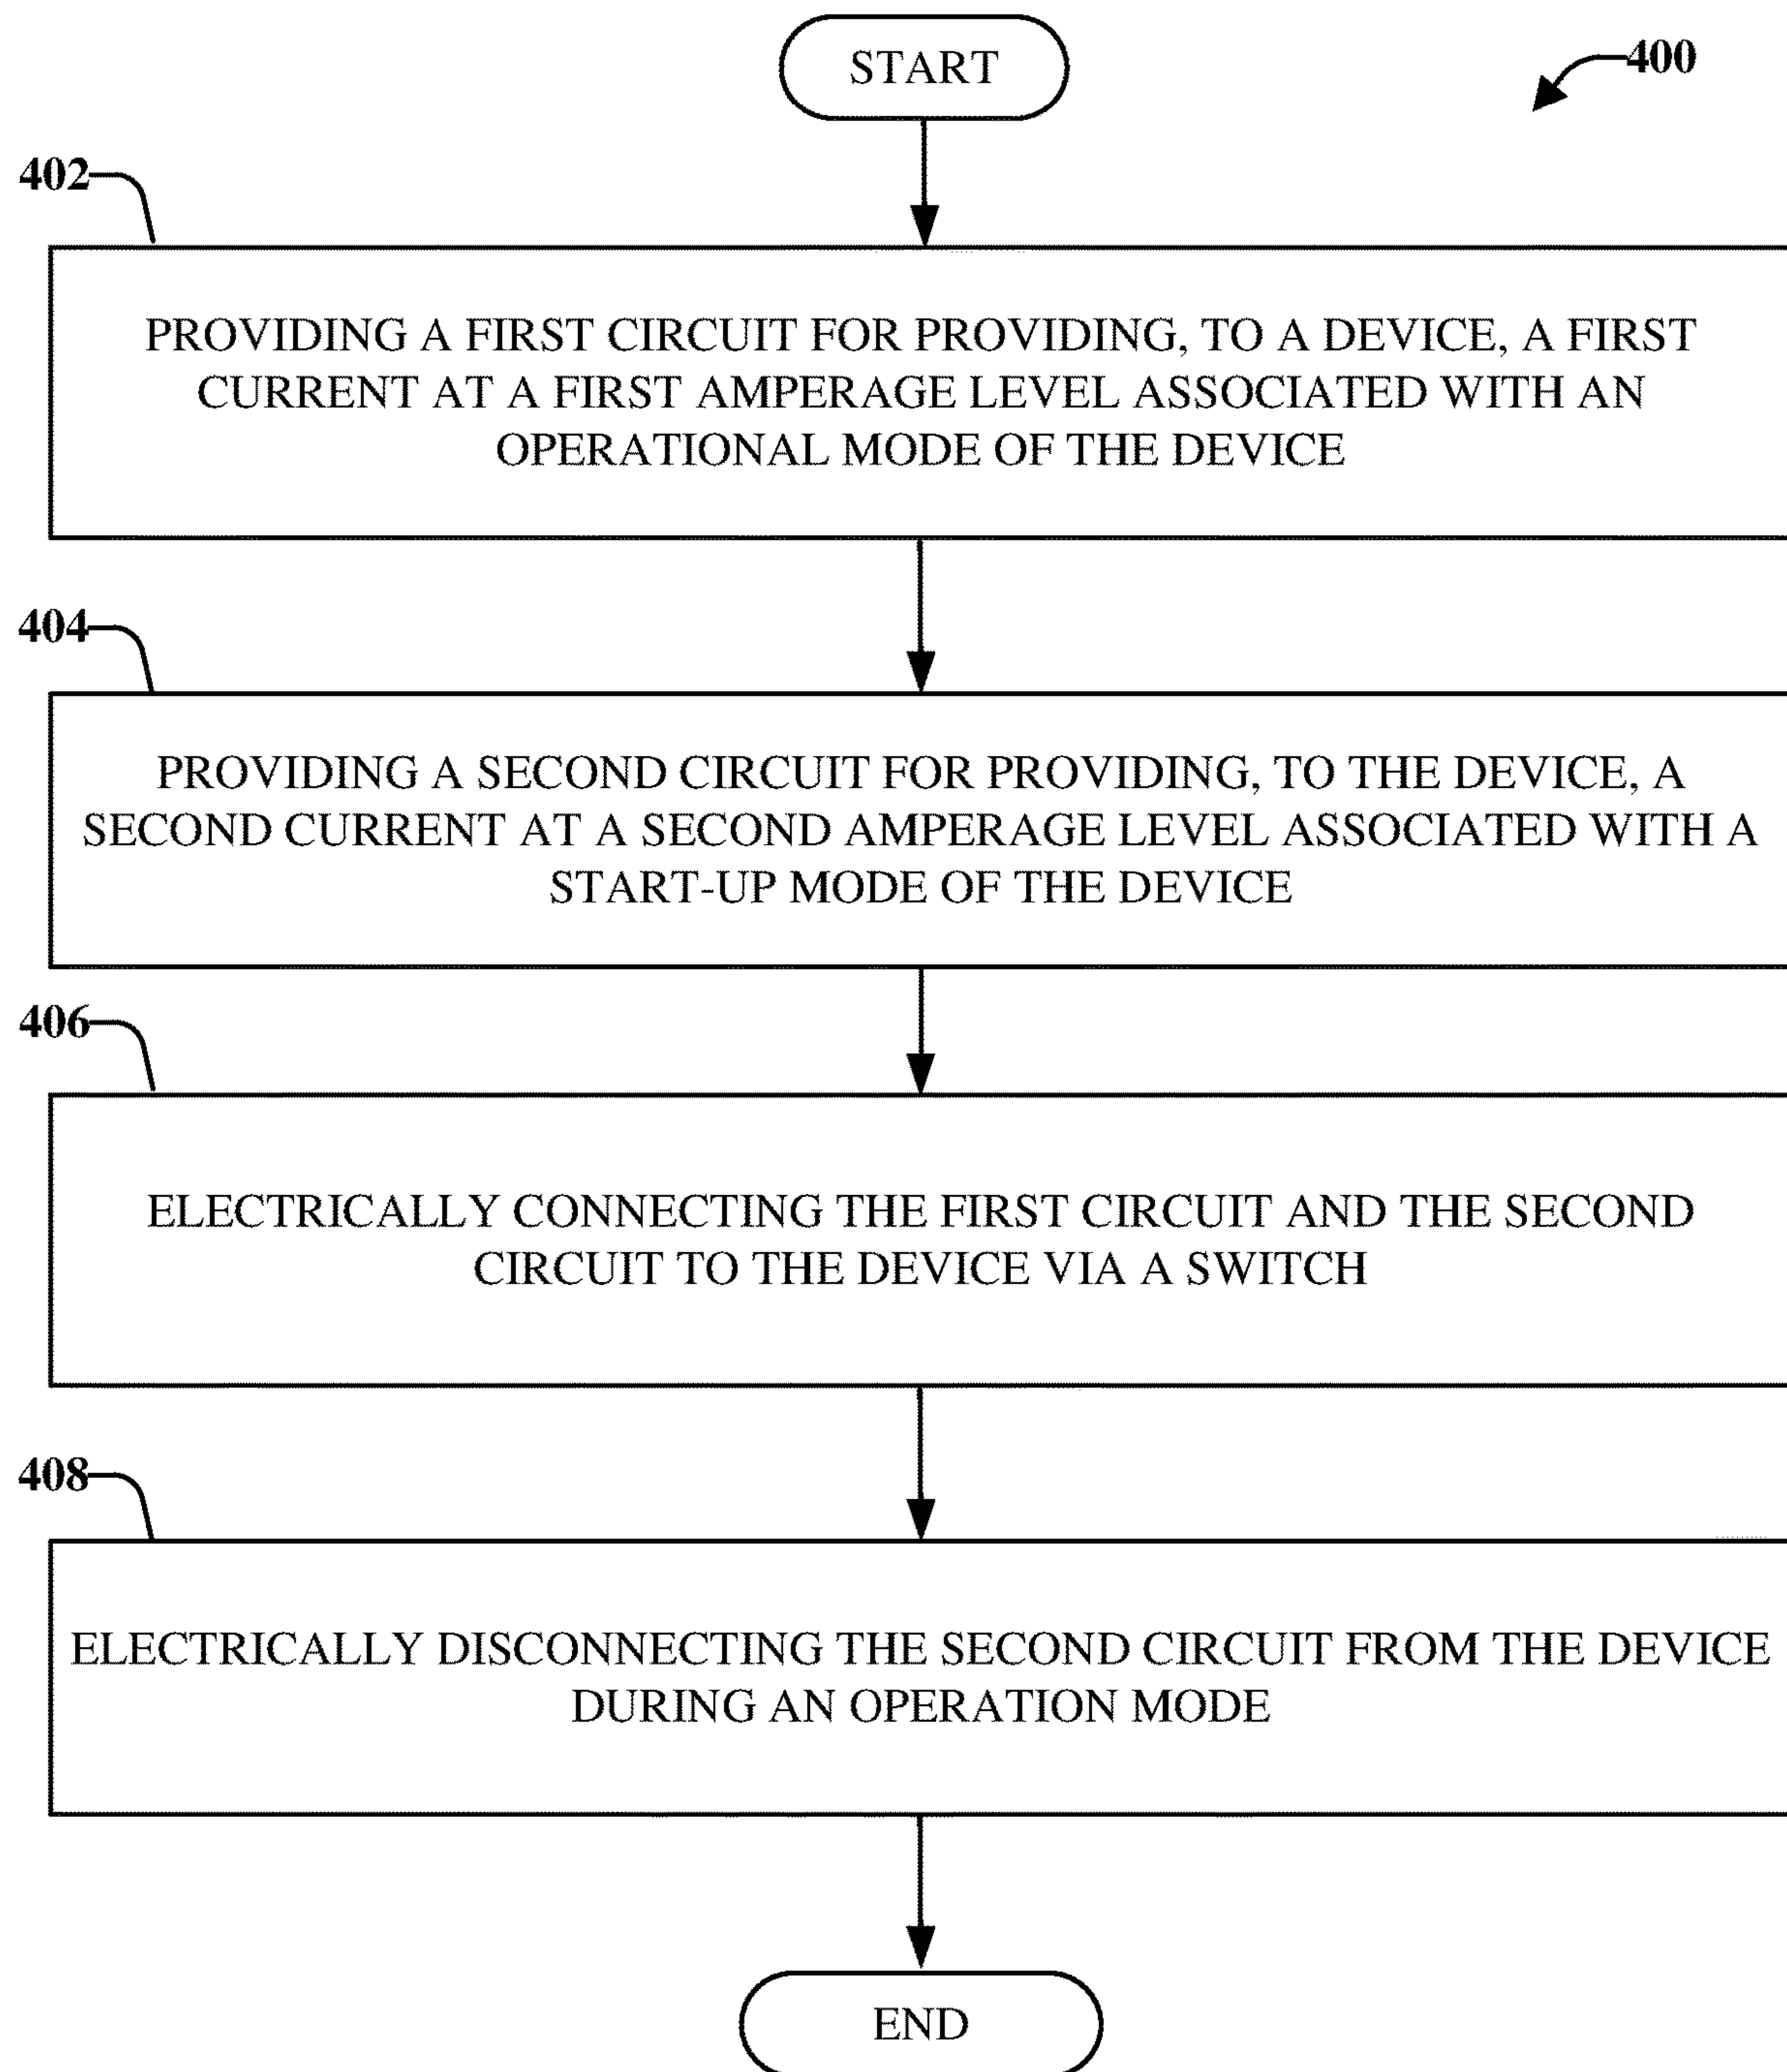 START
400
402
PROVIDING A FIRST CIRCUIT FOR PROVIDING, TO A DEVICE, A FIRST
CURRENT AT A FIRST AMPERAGE LEVEL ASSOCIATED WITH AN
OPERATIONAL MODE OF THE DEVICE
404
PROVIDING A SECOND CIRCUIT FOR PROVIDING, TO THE DEVICE, A
SECOND CURRENT AT A SECOND AMPERAGE LEVEL ASSOCIATED WITH A
START-UP MODE OF THE DEVICE
406
ELECTRICALLY CONNECTING THE FIRST CIRCUIT AND THE SECOND
CIRCUIT TO THE DEVICE VIA A SWITCH
408
ELECTRICALLY DISCONNECTING THE SECOND CIRCUIT FROM THE DEVICE
DURING AN OPERATION MODE
END